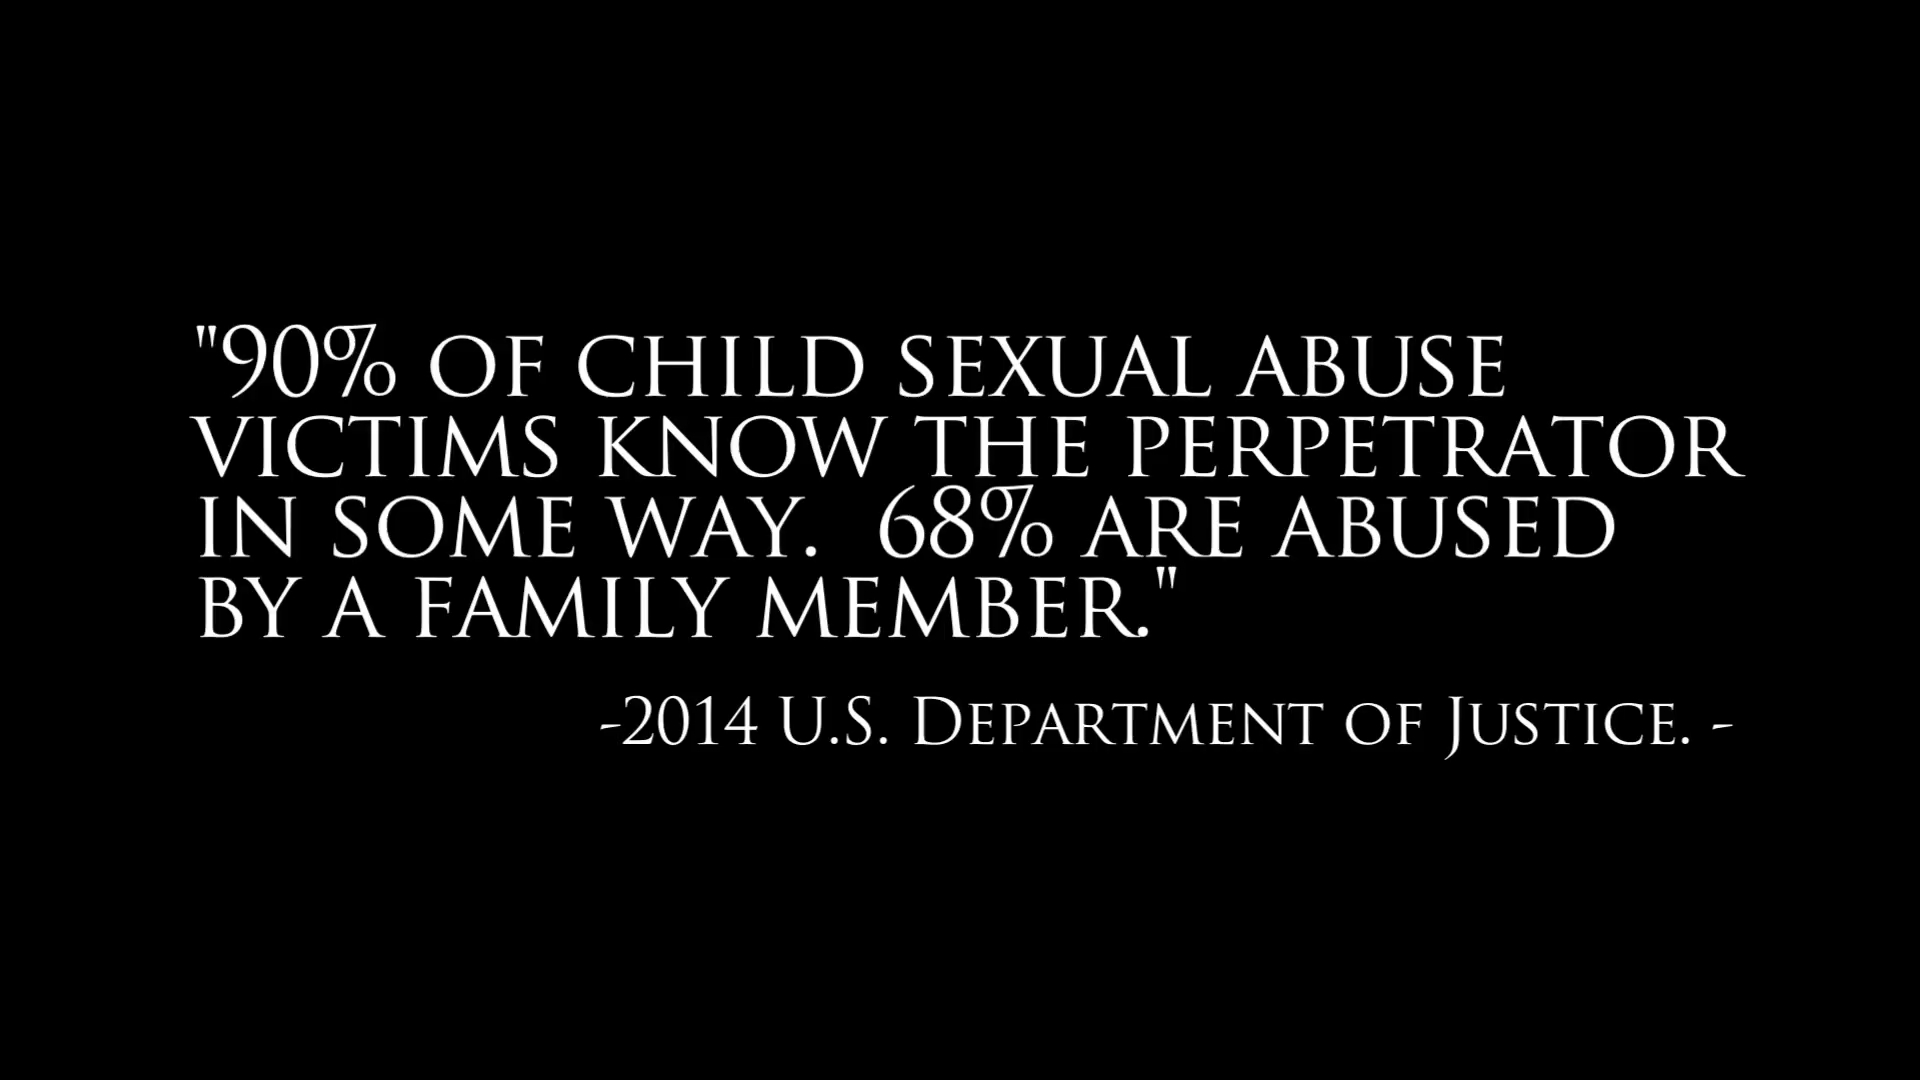 "90% OF CHILD SEXUAL ABUSE
VICTIMS KNOW THE PERPETRATOR
IN SOME WAY.  68% ARE ABUSED
BY A FAMILY MEMBER."
-2014 U.S. DEPARTMENT OF JUSTICE. -